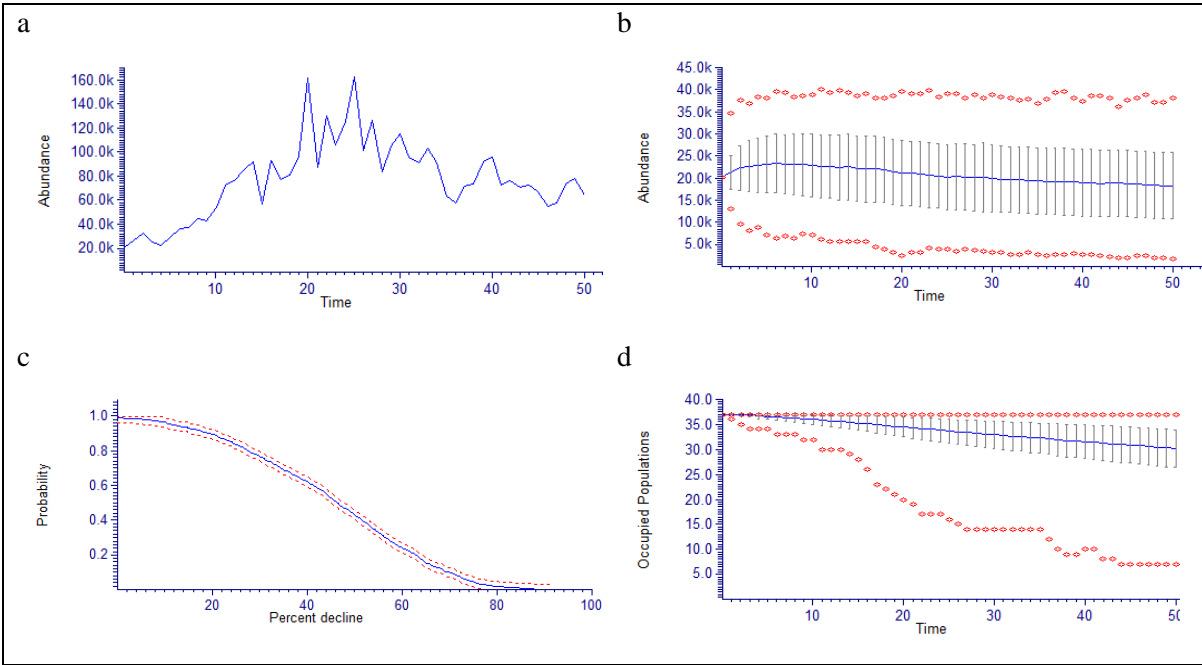 a
160.0k
140.0k
120.0k
100.0k
80.0k
60.0k
40.0k
20.0k
Abundance
10 20 30 40 50
Time
b
45.0k
40.0k
35.0k
30.0k
25.0k
20.0k
15.0k
10.0k
5.0k
Abundance
10 20 30 40 50
Time
c
1.0
0.8
0.6
0.4
0.2
Probability
20 40 60 80 100
Percent decline
d
40.0
35.0
30.0
25.0
20.0
15.0
10.0
5.0
Occupied Populations
10 20 30 40 50
Time